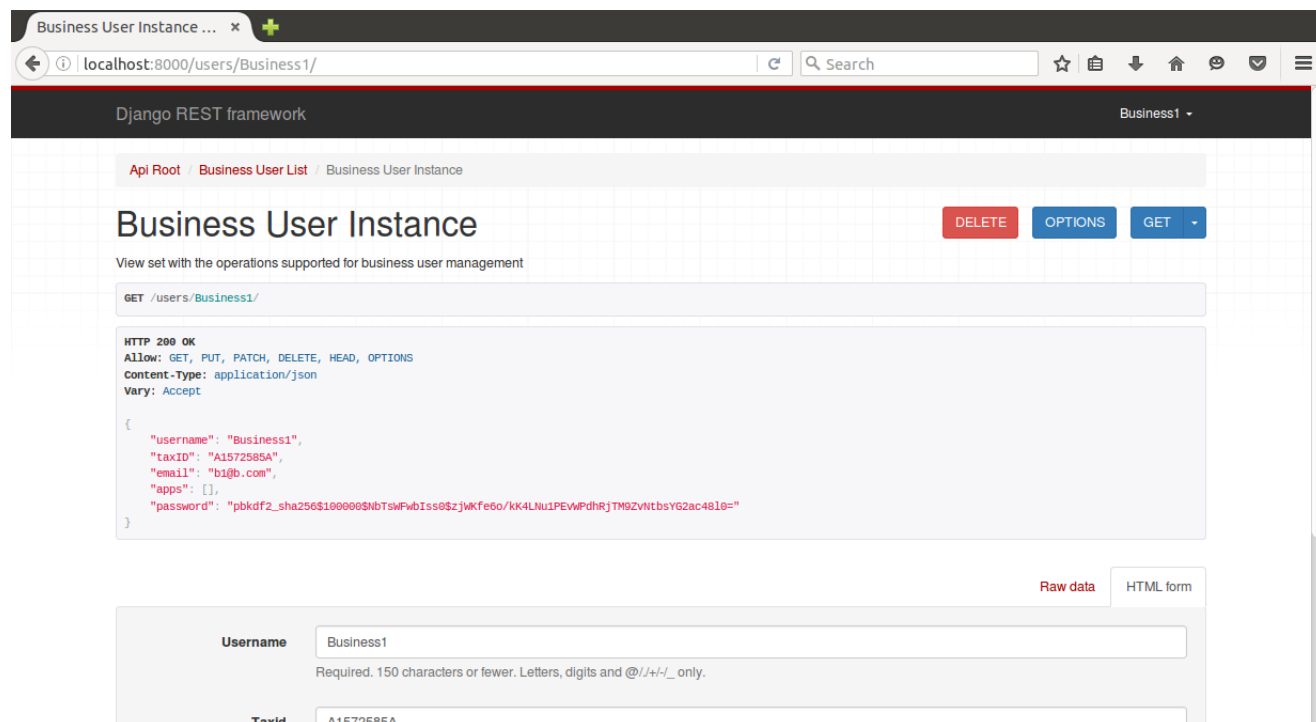 Business User Instance ...
localhost:8000/users/Business1/
Search
Django REST framework
Business1
Api Root / Business User List / Business User Instance
Business User Instance
DELETE
OPTIONS
GET
View set with the operations supported for business user management
GET /users/Business1/
HTTP 200 OK
Allow: GET, PUT, PATCH, DELETE, HEAD, OPTIONS
Content-Type: application/json
Vary: Accept
{
"username": "Business1",
"taxID": "A1572585A",
"email": "b1@b.com",
"apps": [],
"password": "pbkdf2_sha256$100000$NbTsWFwbIss0$zjWKfe6o/kK4LNu1PEvWPdhRjTM9ZvNtbsYG2ac48l0="
}
Raw data
HTML form
Username
Business1
Required. 150 characters or fewer. Letters, digits and @/./+/-/_ only.
Taxid
A1572585A